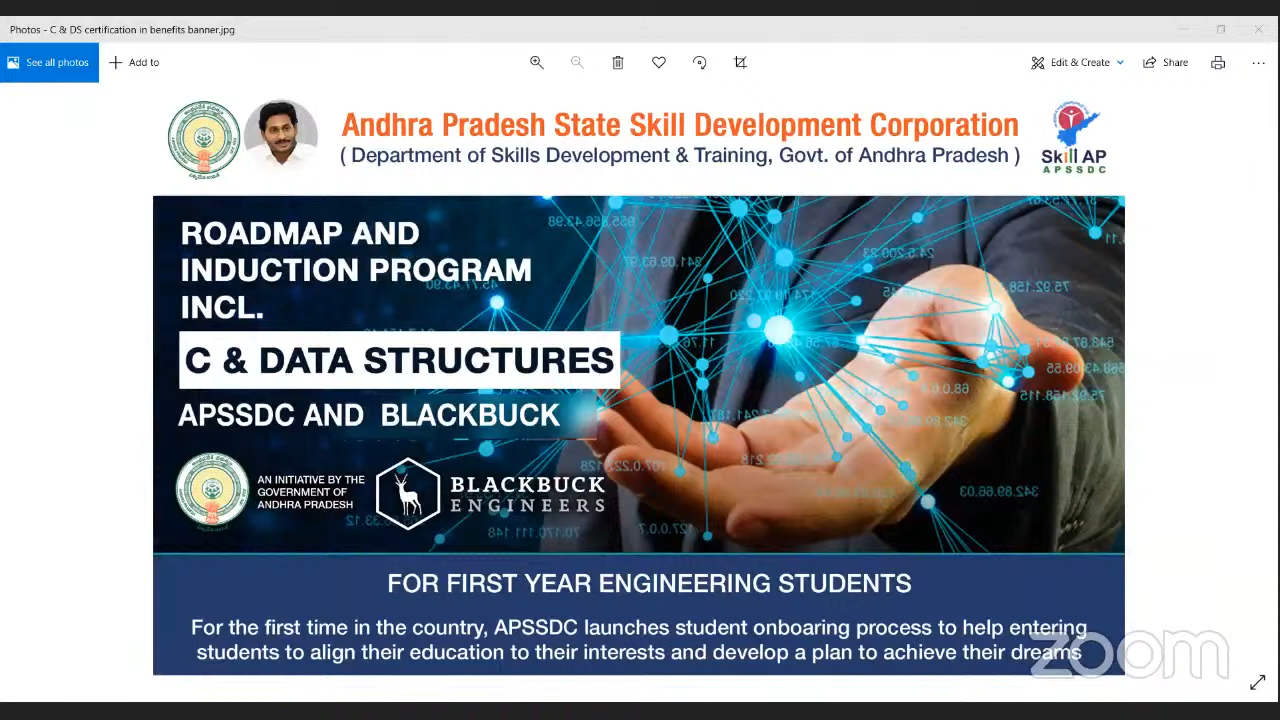 Photos - C & DS certification in benefits banner.jpg
See all photos
Add to
Edit & Create
Share
Andhra Pradesh State Skill Development Corporation
( Department of Skills Development & Training, Govt. of Andhra Pradesh )
Skill AP
APSSDC
ROADMAP AND
INDUCTION PROGRAM
INCL.
C & DATA STRUCTURES
APSSDC AND BLACKBUCK
AN INITIATIVE BY THE
GOVERNMENT OF
ANDHRA PRADESH
BLACKBUCK
ENGINEERS
FOR FIRST YEAR ENGINEERING STUDENTS
For the first time in the country, APSSDC launches student onboaring process to help entering
students to align their education to their interests and develop a plan to achieve their dreams
zoom